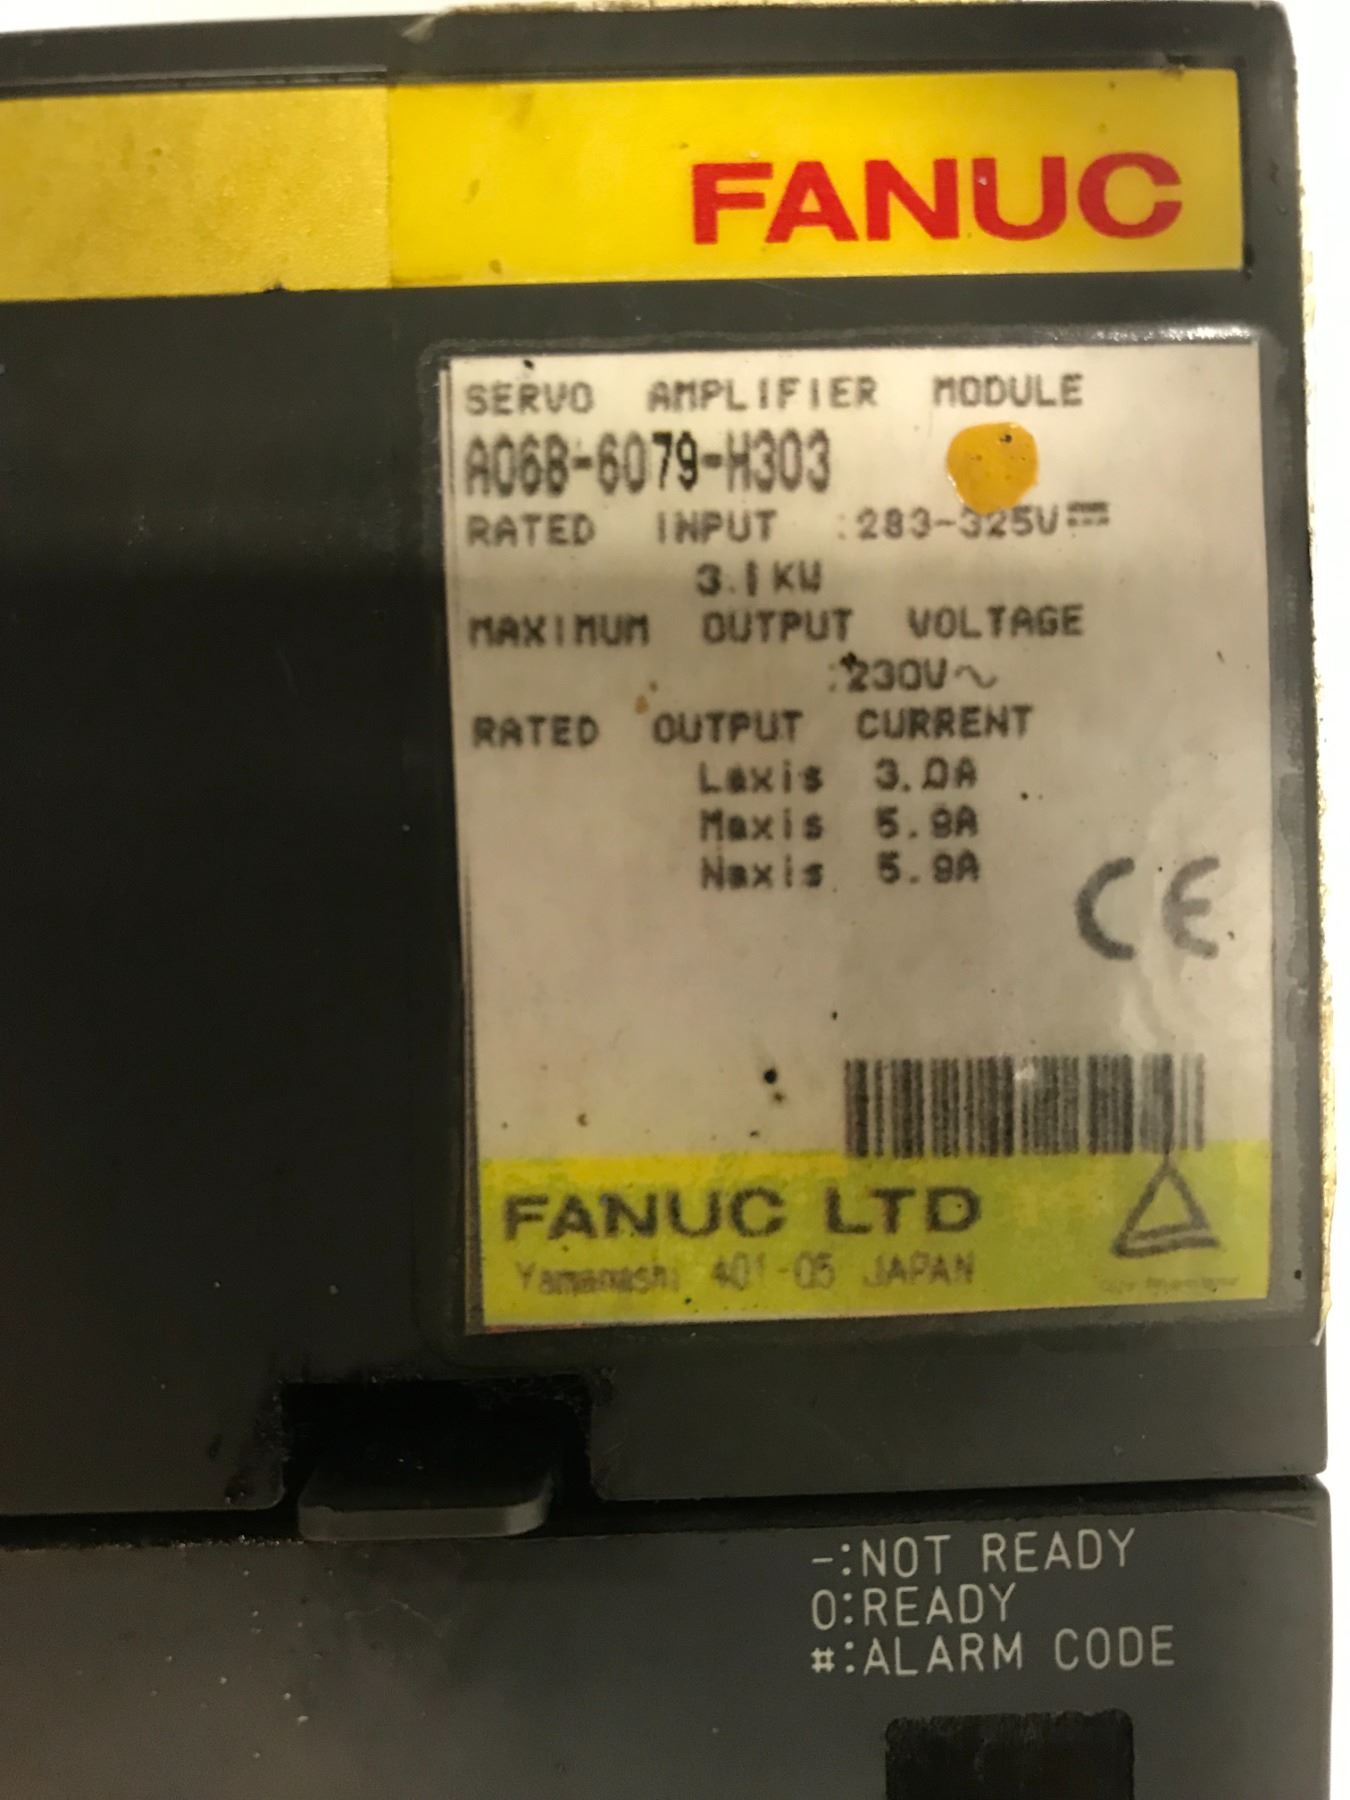 FANUC
SERVO AMPLIFIER MODULE
A06B-6079-H303
RATED INPUT :283-325V⎓
3.1KW
MAXIMUM OUTPUT VOLTAGE
:230V~
RATED OUTPUT CURRENT
Laxis 3.0A
Maxis 5.9A
Naxis 5.9A
CE
FANUC LTD
Yamanashi 401-05 JAPAN
-:NOT READY
0:READY
#:ALARM CODE